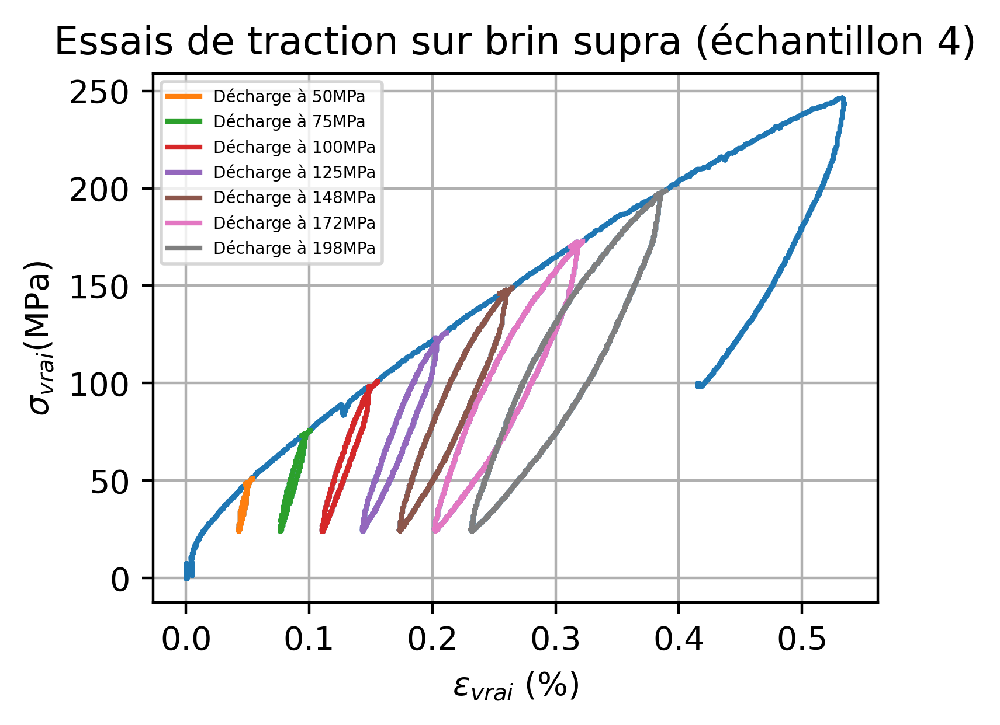 Essais de traction sur brin supra (échantillon 4)
Décharge à 50MPa
Décharge à 75MPa
Décharge à 100MPa
Décharge à 125MPa
Décharge à 148MPa
Décharge à 172MPa
Décharge à 198MPa
250
200
150
100
50
0
σvrai(MPa)
0.0 0.1 0.2 0.3 0.4 0.5
εvrai (%)